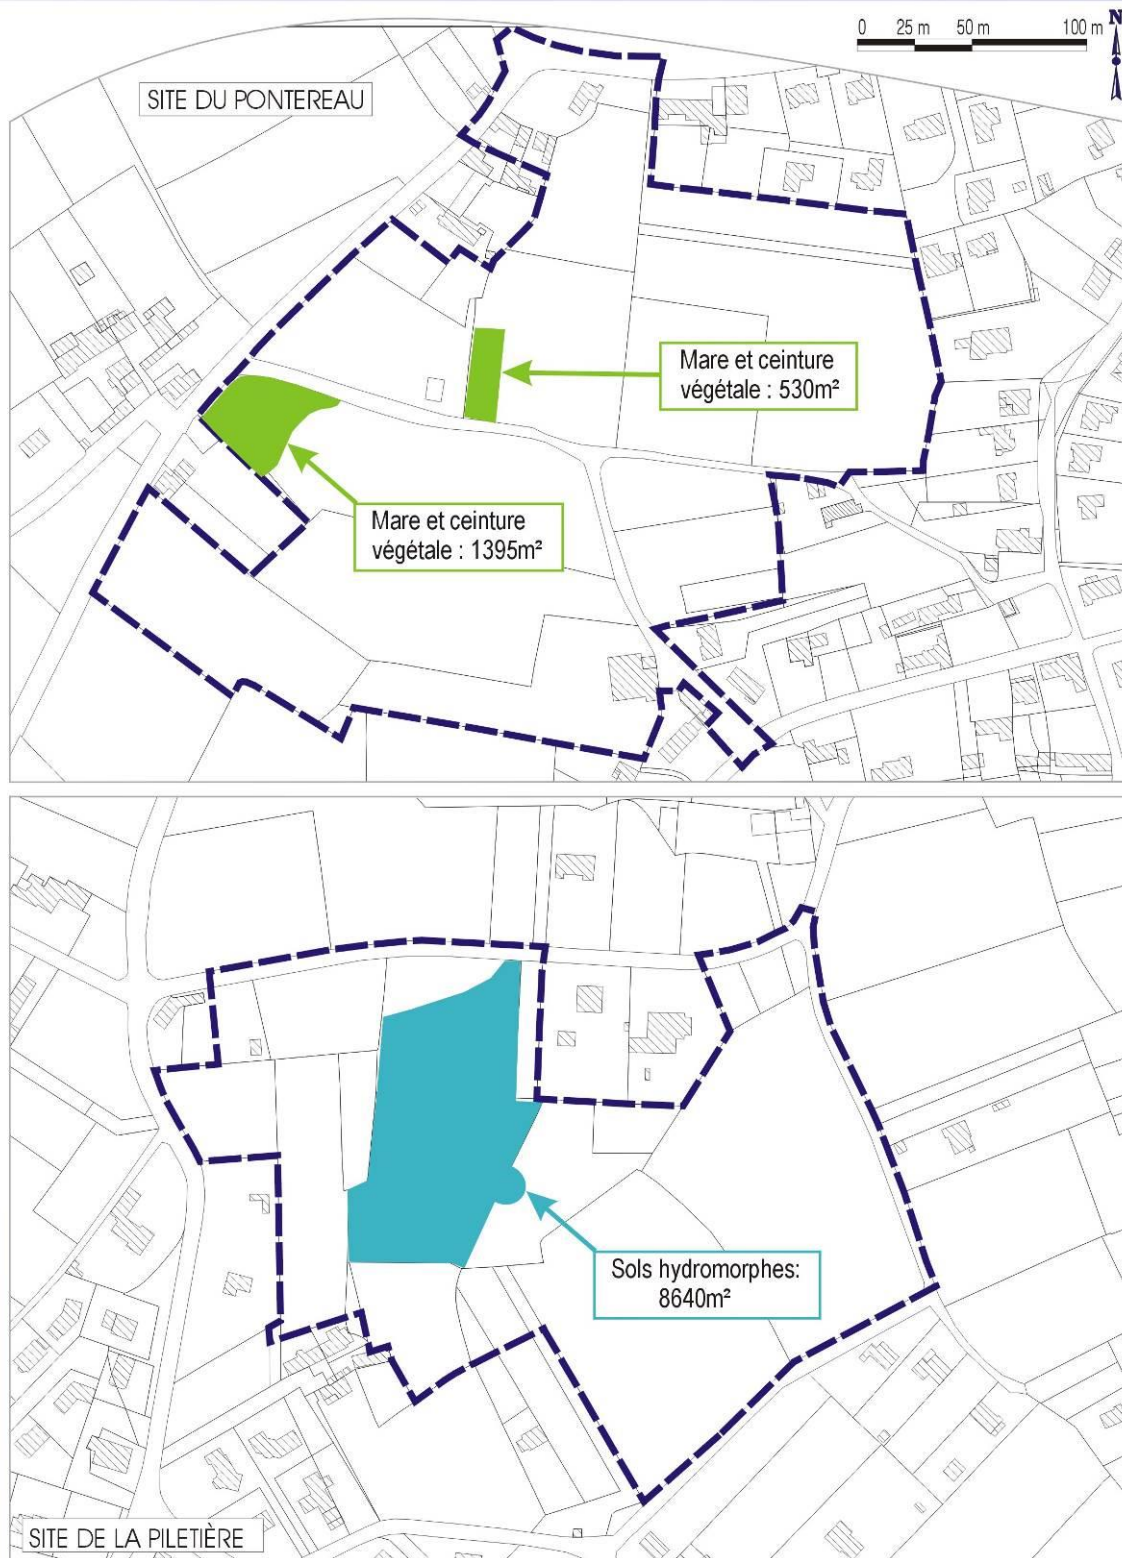 0 25 m 50 m 100 m
N
SITE DU PONTEREAU
Mare et ceinture
végétale : 530m²
Mare et ceinture
végétale : 1395m²
Sols hydromorphes:
8640m²
SITE DE LA PILETIÈRE